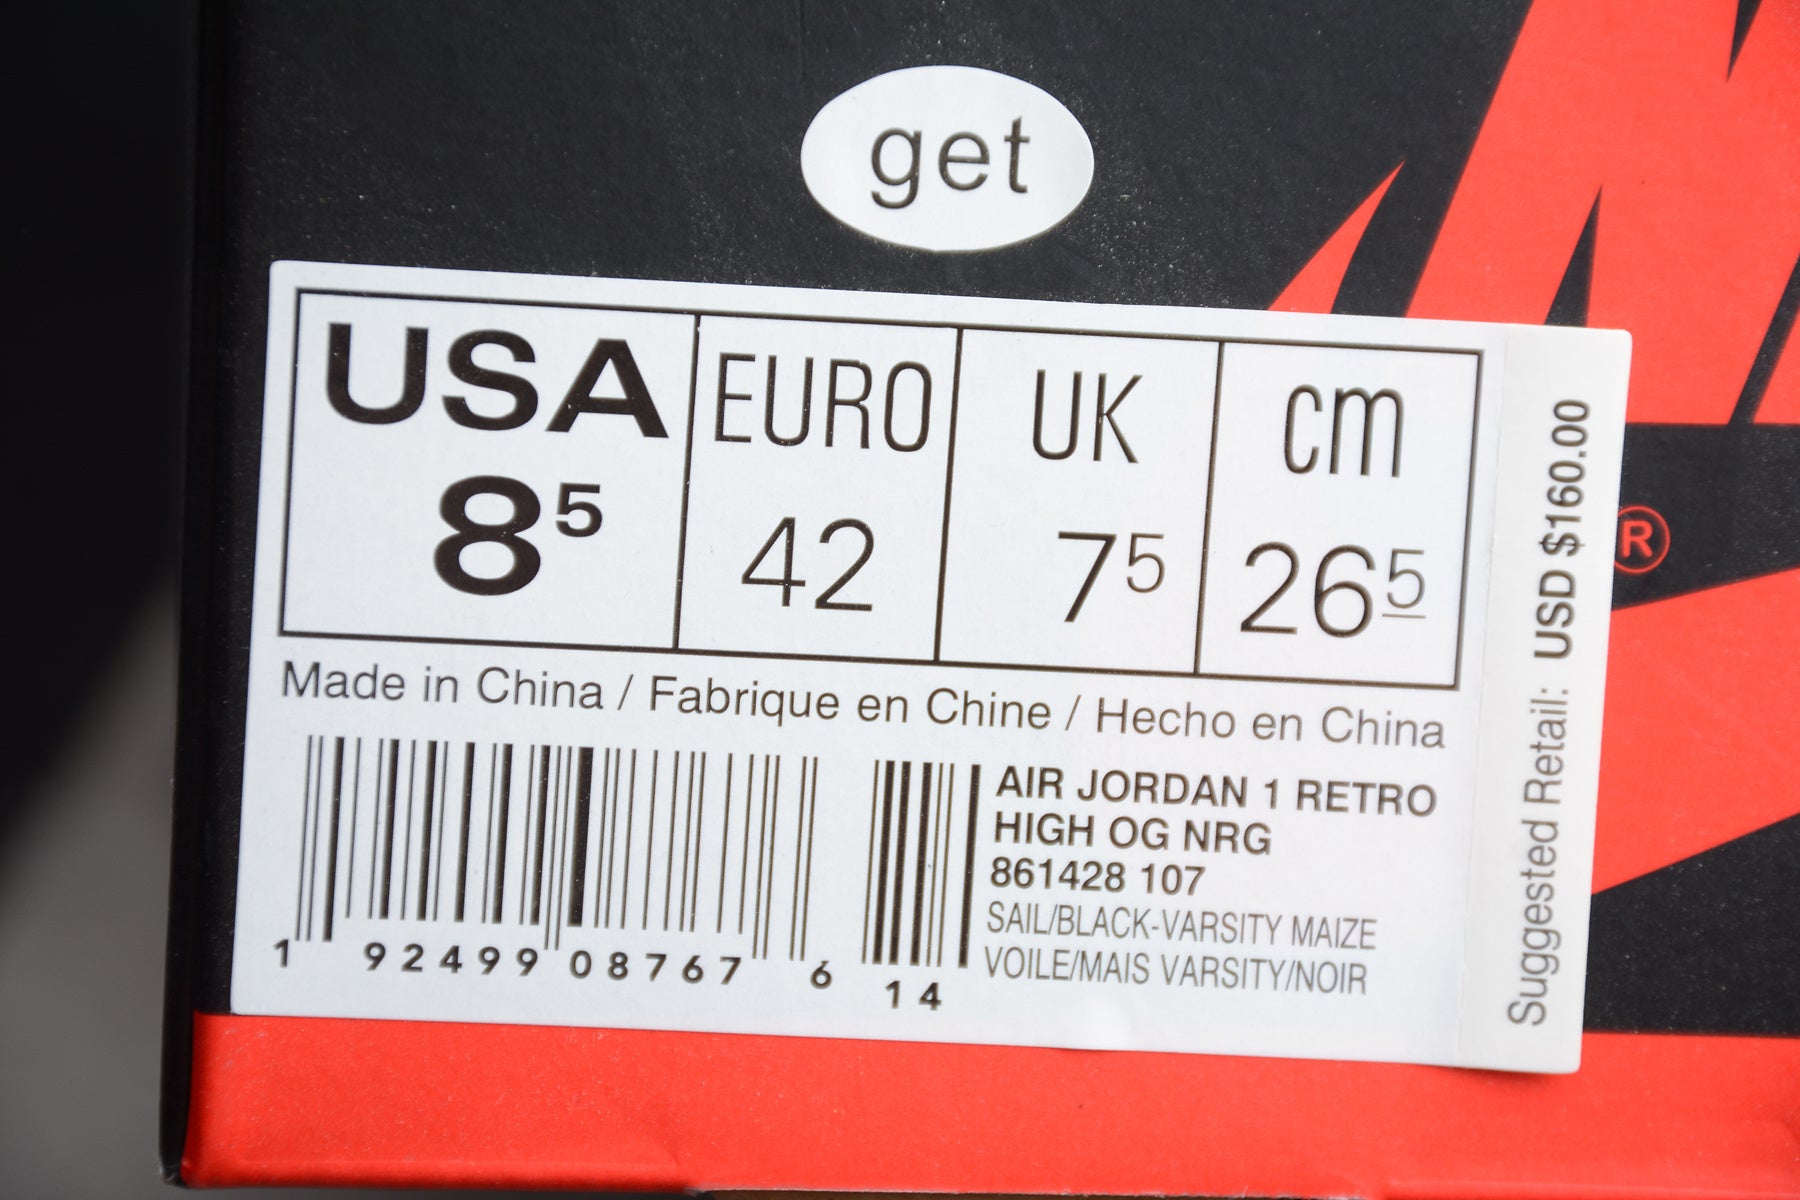 get
USA EURO UK cm
8⁵ 42 7⁵ 26⁵
Made in China / Fabrique en Chine / Hecho en China
AIR JORDAN 1 RETRO
HIGH OG NRG
861428 107
SAIL/BLACK-VARSITY MAIZE
VOILE/MAIS VARSITY/NOIR
1 92499 08767 6 14
Suggested Retail: USD $160.00
®